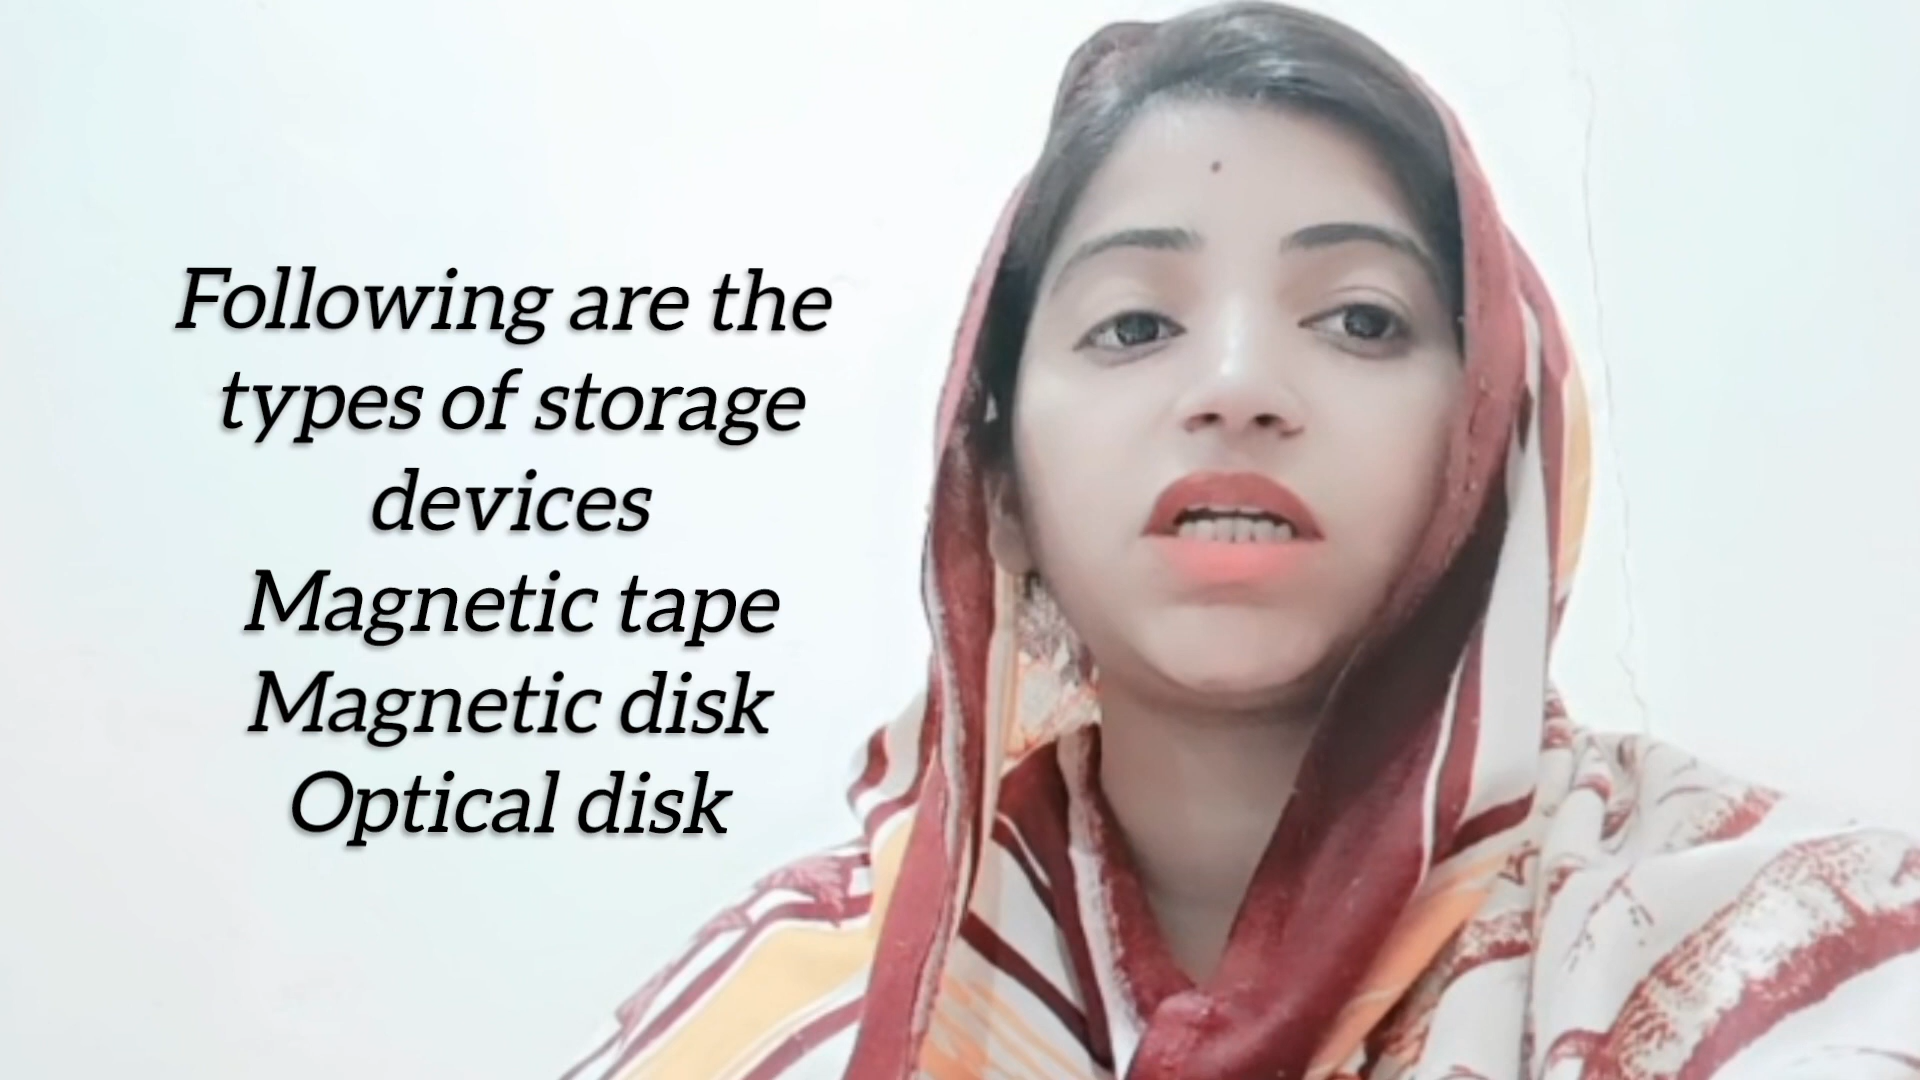 Following are the
types of storage
devices
Magnetic tape
Magnetic disk
Optical disk